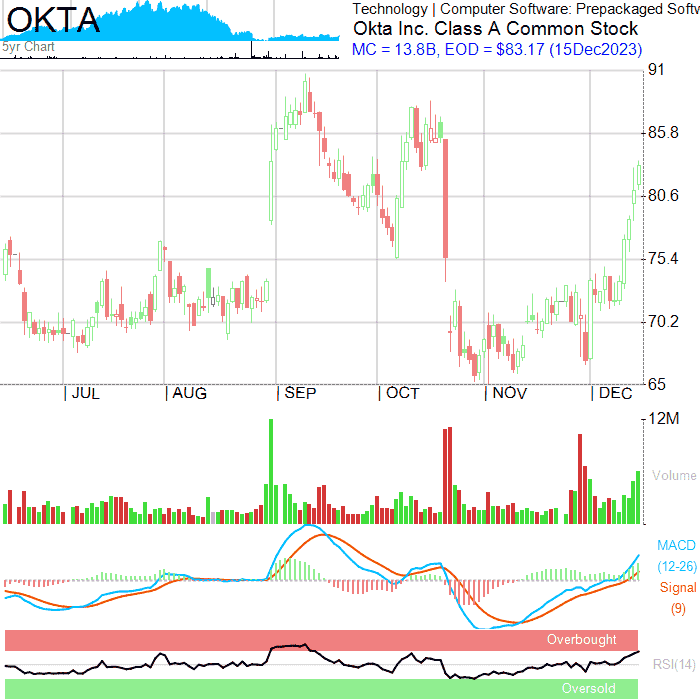 OKTA
5yr Chart
Technology | Computer Software: Prepackaged Softw
Okta Inc. Class A Common Stock
MC = 13.8B, EOD = $83.17 (15Dec2023)
91
85.8
80.6
75.4
70.2
65
| JUL | AUG | SEP | OCT | NOV | DEC
12M
Volume
MACD
(12-26)
Signal
(9)
Overbought
RSI(14)
Oversold